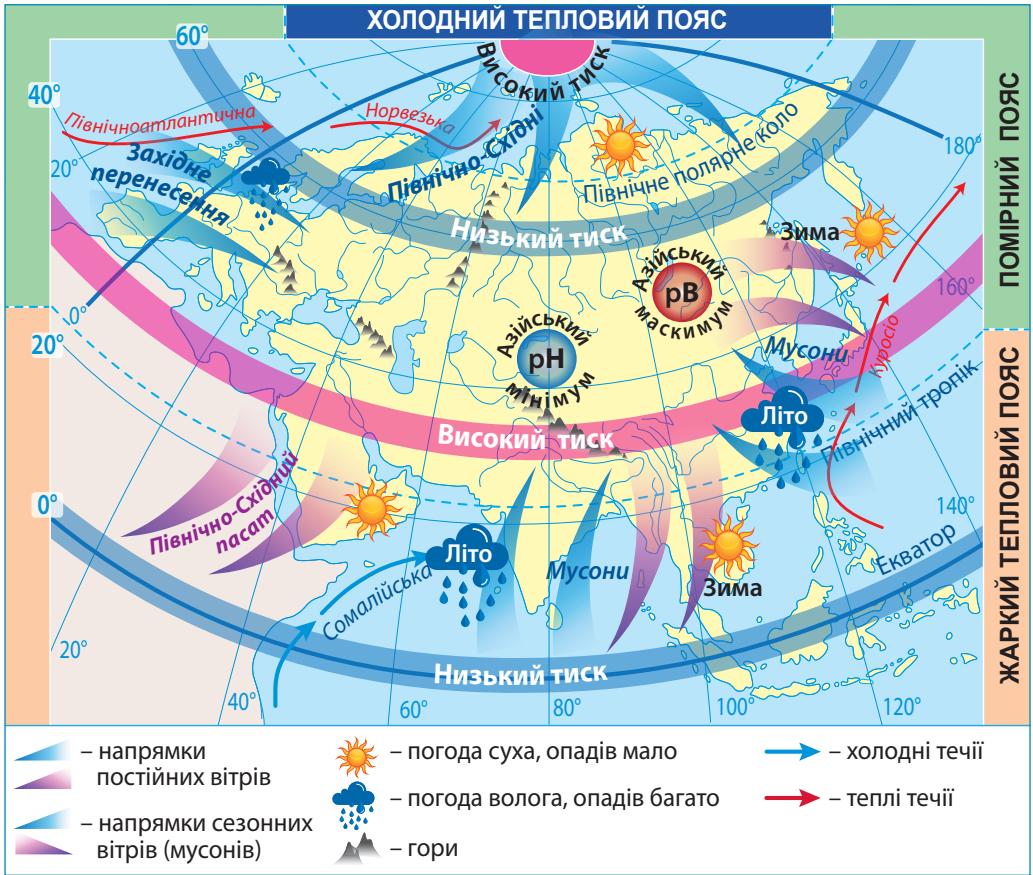 ХОЛОДНИЙ ТЕПЛОВИЙ ПОЯС
ПОМІРНИЙ ПОЯС
ЖАРКИЙ ТЕПЛОВИЙ ПОЯС
60°
40°
20°
0°
20°
0°
20°
40°
60°
80°
100°
120°
140°
160°
180°
Високий тиск
Північноатлантична
Норвезька
Західне
перенесення
Північно-Східні
Північне полярне коло
Низький тиск
Зима
Азійський
рВ
маскимум
Азійський
рН
мінімум
Мусони
Куросіо
Літо
Північний тропік
Високий тиск
Північно-Східний
пасат
Літо
Сомалійська
Мусони
Зима
Екватор
Низький тиск
– напрямки
постійних вітрів
– напрямки сезонних
вітрів (мусонів)
– погода суха, опадів мало
– погода волога, опадів багато
– гори
– холодні течії
– теплі течії